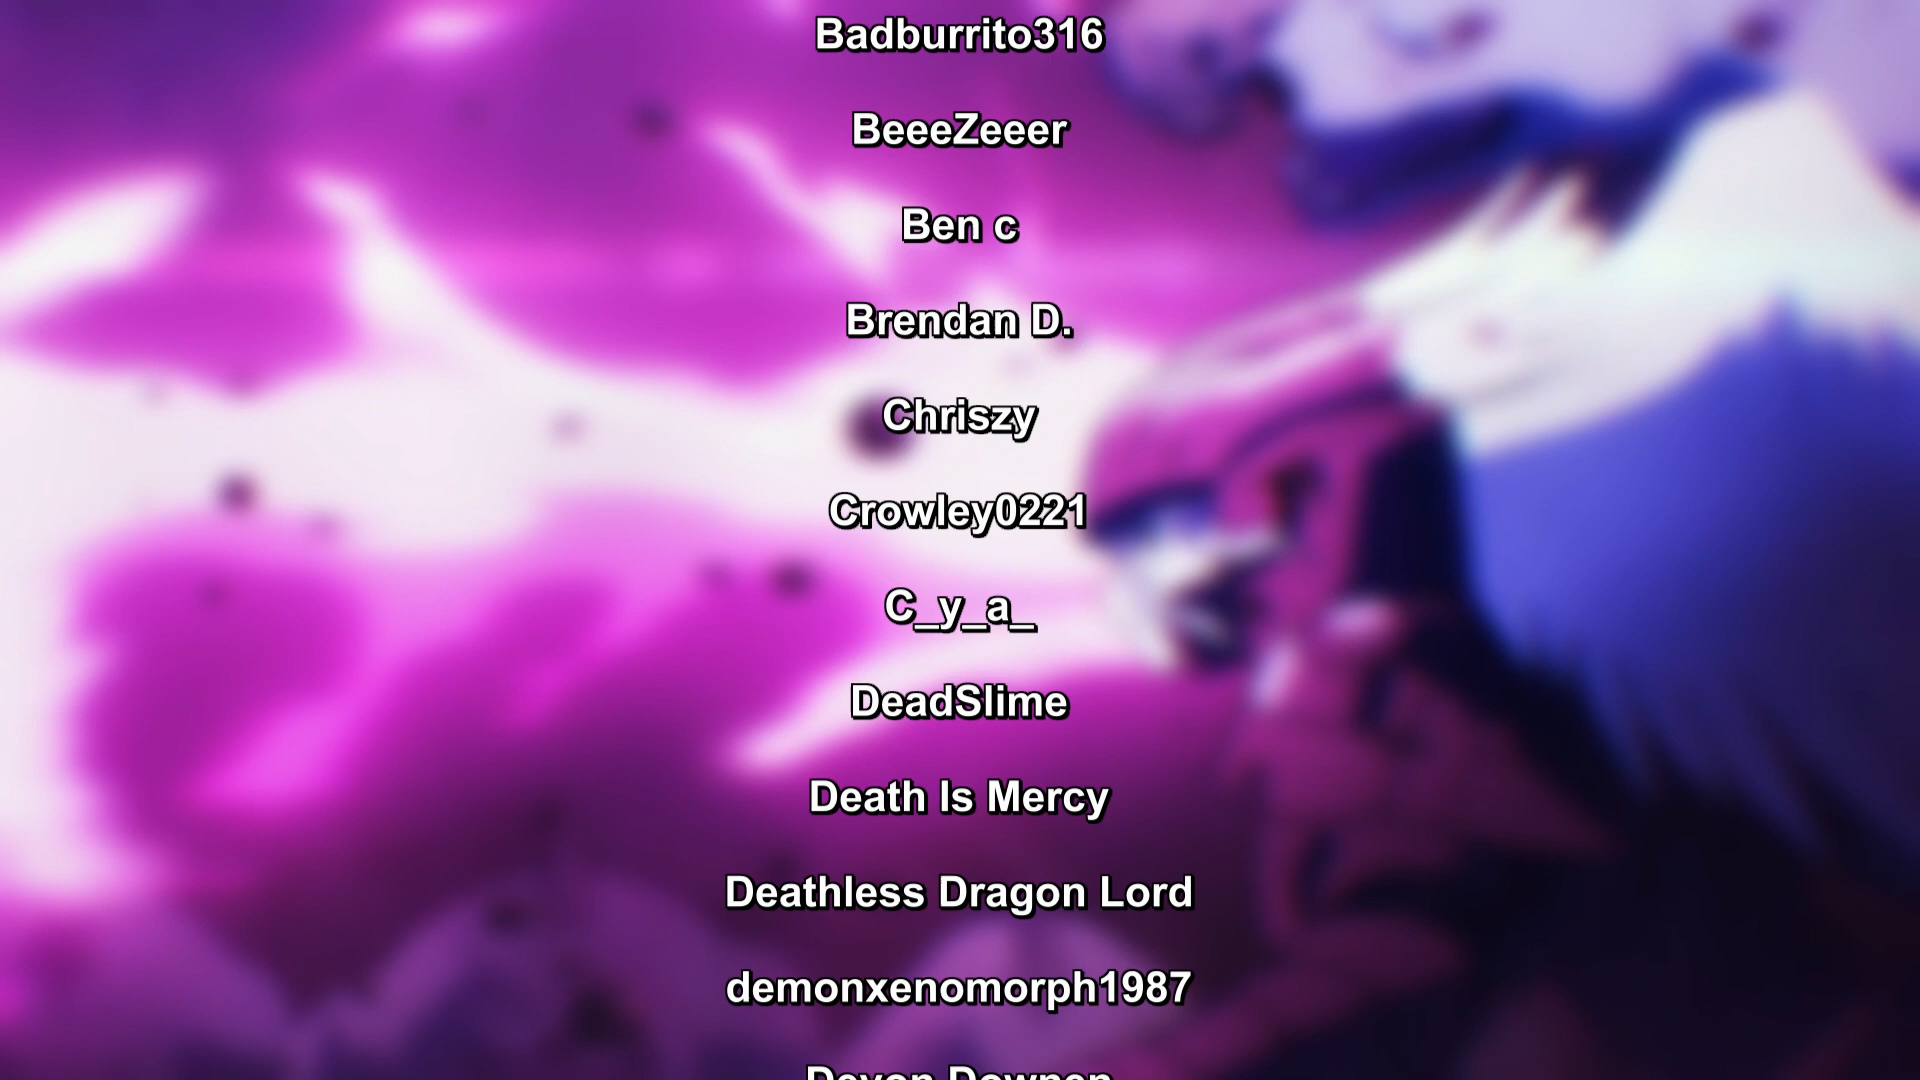 Badburrito316
BeeeZeeer
Ben c
Brendan D.
Chriszy
Crowley0221
C_y_a_
DeadSlime
Death Is Mercy
Deathless Dragon Lord
demonxenomorph1987